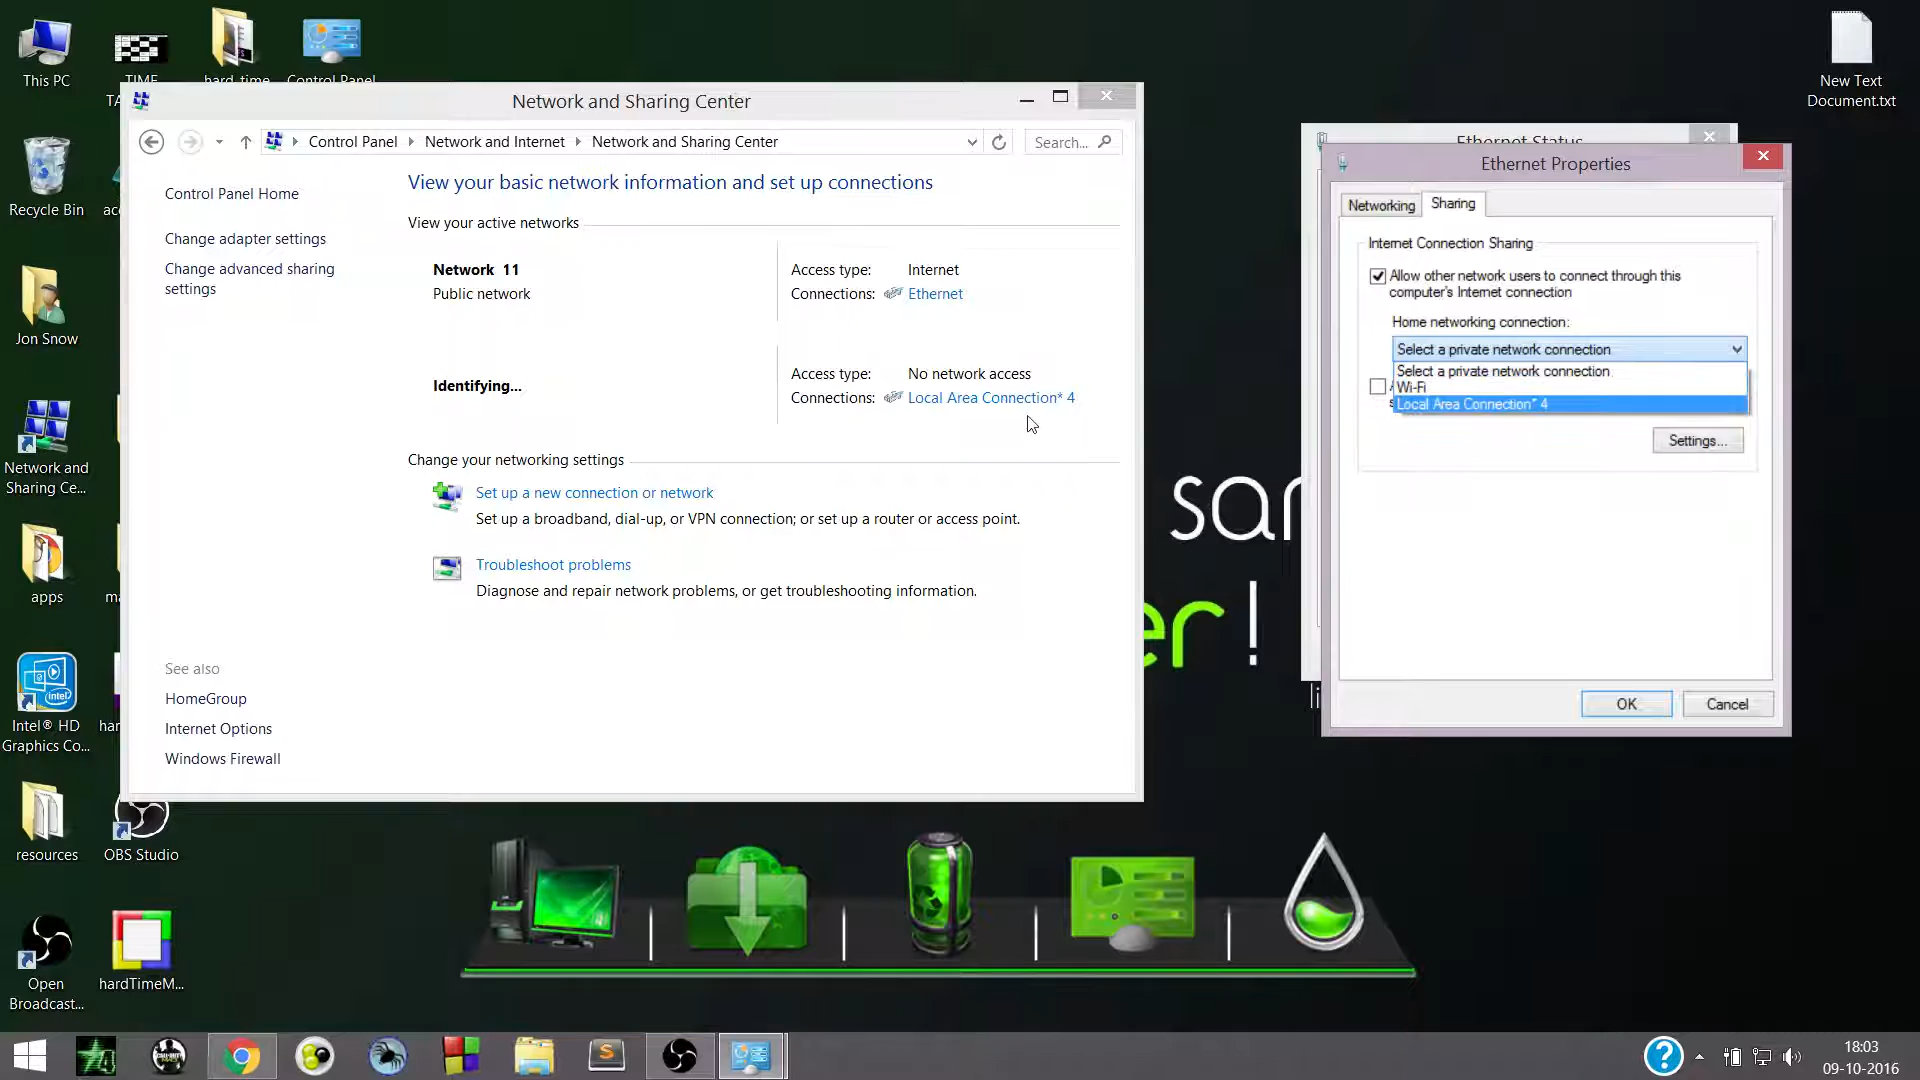 This PC
TIME
TA
hard_time
Control Panel
New Text
Document.txt
Recycle Bin
acc
Jon Snow
Network and
Sharing Ce...
apps
ma
Intel® HD
Graphics Co...
har
resources
OBS Studio
Open
Broadcast...
hardTimeM...
Network and Sharing Center
Control Panel
Network and Internet
Network and Sharing Center
Search...
Control Panel Home
Change adapter settings
Change advanced sharing
settings
See also
HomeGroup
Internet Options
Windows Firewall
View your basic network information and set up connections
View your active networks
Network 11
Public network
Access type: Internet
Connections: Ethernet
Identifying...
Access type: No network access
Connections: Local Area Connection* 4
Change your networking settings
Set up a new connection or network
Set up a broadband, dial-up, or VPN connection; or set up a router or access point.
Troubleshoot problems
Diagnose and repair network problems, or get troubleshooting information.
Ethernet Status
Ethernet Properties
Networking
Sharing
Internet Connection Sharing
Allow other network users to connect through this
computer's Internet connection
Home networking connection:
Select a private network connection
Select a private network connection
Wi-Fi
Local Area Connection* 4
Settings...
OK
Cancel
sar
er!
li
18:03
09-10-2016